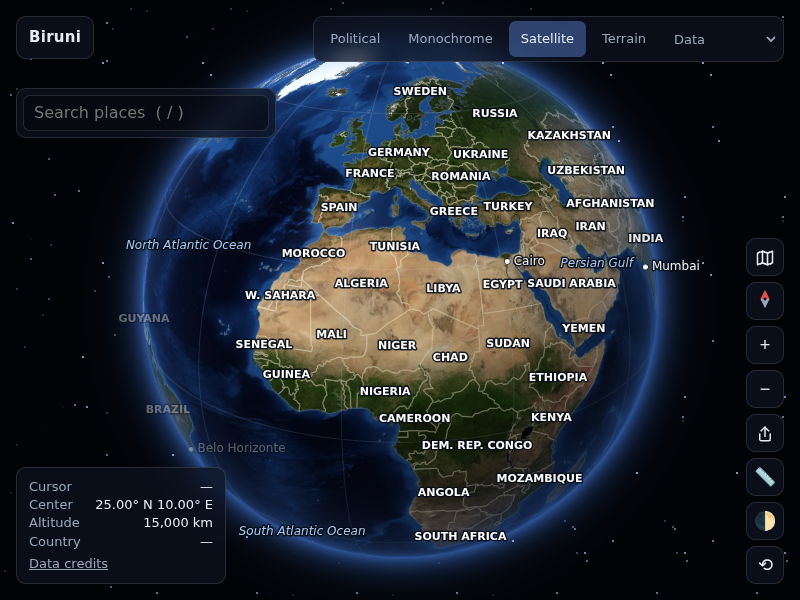 Biruni
Political Monochrome Satellite Terrain Data
Search places ( / )
SWEDEN
RUSSIA
KAZAKHSTAN
GERMANY
UKRAINE
FRANCE
ROMANIA
UZBEKISTAN
SPAIN
GREECE
TURKEY
AFGHANISTAN
IRAN
IRAQ
INDIA
North Atlantic Ocean
MOROCCO
TUNISIA
Cairo
Persian Gulf
Mumbai
W. SAHARA
ALGERIA
LIBYA
EGYPT
SAUDI ARABIA
GUYANA
MALI
YEMEN
SENEGAL
NIGER
SUDAN
CHAD
GUINEA
ETHIOPIA
NIGERIA
BRAZIL
CAMEROON
KENYA
Belo Horizonte
DEM. REP. CONGO
MOZAMBIQUE
ANGOLA
South Atlantic Ocean
SOUTH AFRICA
Cursor —
Center 25.00° N 10.00° E
Altitude 15,000 km
Country —
Data credits
+
−